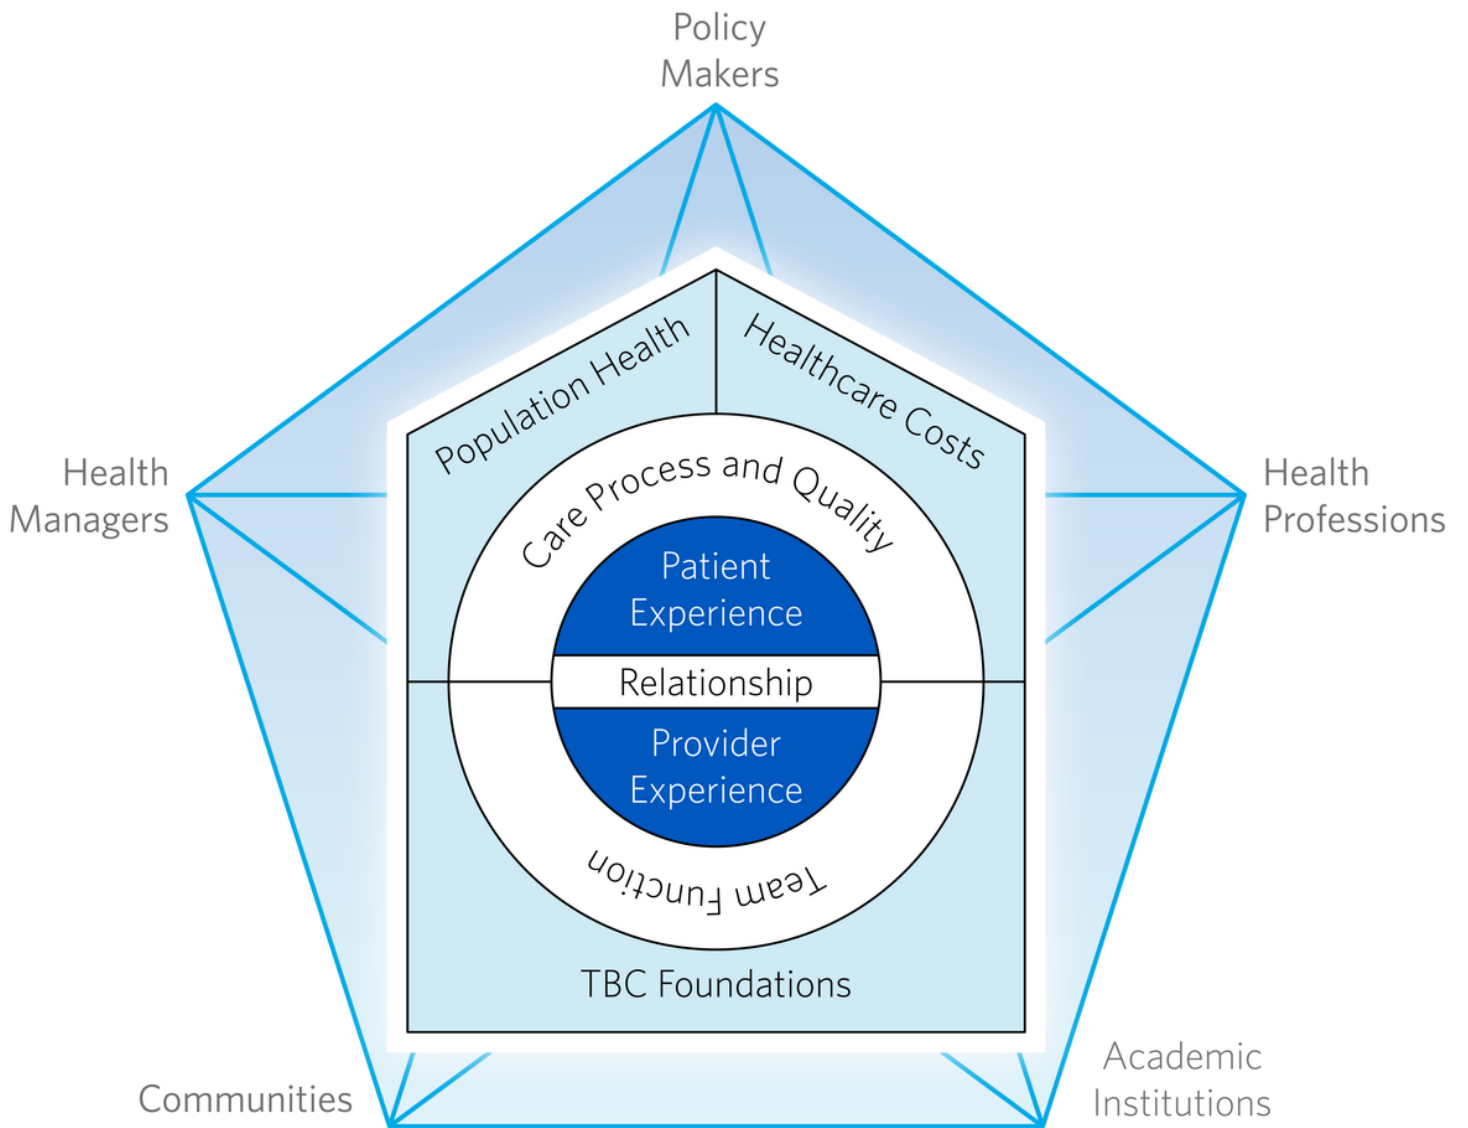 Policy
Makers
Population Health
Healthcare Costs
Health
Managers
Health
Professions
Care Process and Quality
Patient
Experience
Relationship
Provider
Experience
Team Function
TBC Foundations
Communities
Academic
Institutions